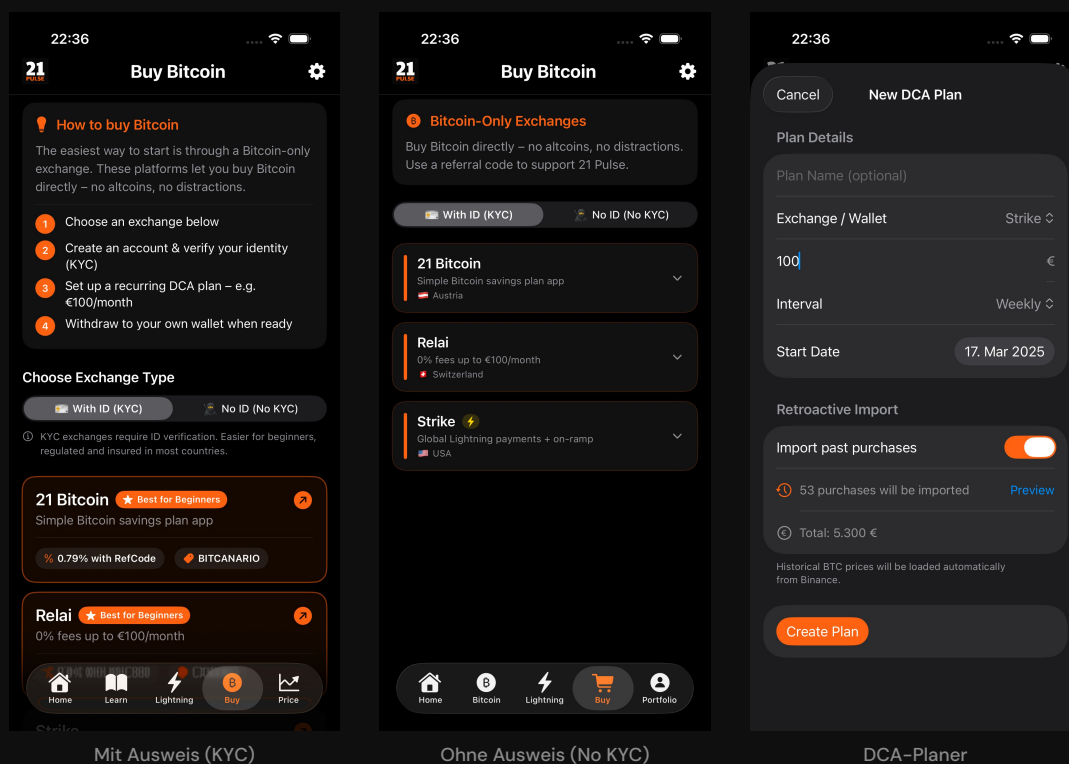 22:36
21
PULSE
Buy Bitcoin
How to buy Bitcoin
The easiest way to start is through a Bitcoin-only
exchange. These platforms let you buy Bitcoin
directly – no altcoins, no distractions.
1 Choose an exchange below
2 Create an account & verify your identity
(KYC)
3 Set up a recurring DCA plan – e.g.
€100/month
4 Withdraw to your own wallet when ready
Choose Exchange Type
With ID (KYC)
No ID (No KYC)
KYC exchanges require ID verification. Easier for beginners,
regulated and insured in most countries.
21 Bitcoin
Best for Beginners
Simple Bitcoin savings plan app
% 0.79% with RefCode
BITCANARIO
Relai
Best for Beginners
0% fees up to €100/month
Home
Learn
Lightning
Buy
Price
Strike
Mit Ausweis (KYC)
22:36
21
PULSE
Buy Bitcoin
Bitcoin-Only Exchanges
Buy Bitcoin directly – no altcoins, no distractions.
Use a referral code to support 21 Pulse.
With ID (KYC)
No ID (No KYC)
21 Bitcoin
Simple Bitcoin savings plan app
Austria
Relai
0% fees up to €100/month
Switzerland
Strike
Global Lightning payments + on-ramp
USA
Home
Bitcoin
Lightning
Buy
Portfolio
Ohne Ausweis (No KYC)
22:36
Cancel
New DCA Plan
Plan Details
Plan Name (optional)
Exchange / Wallet
Strike
100
€
Interval
Weekly
Start Date
17. Mar 2025
Retroactive Import
Import past purchases
53 purchases will be imported
Preview
Total: 5.300 €
Historical BTC prices will be loaded automatically
from Binance.
Create Plan
DCA-Planer